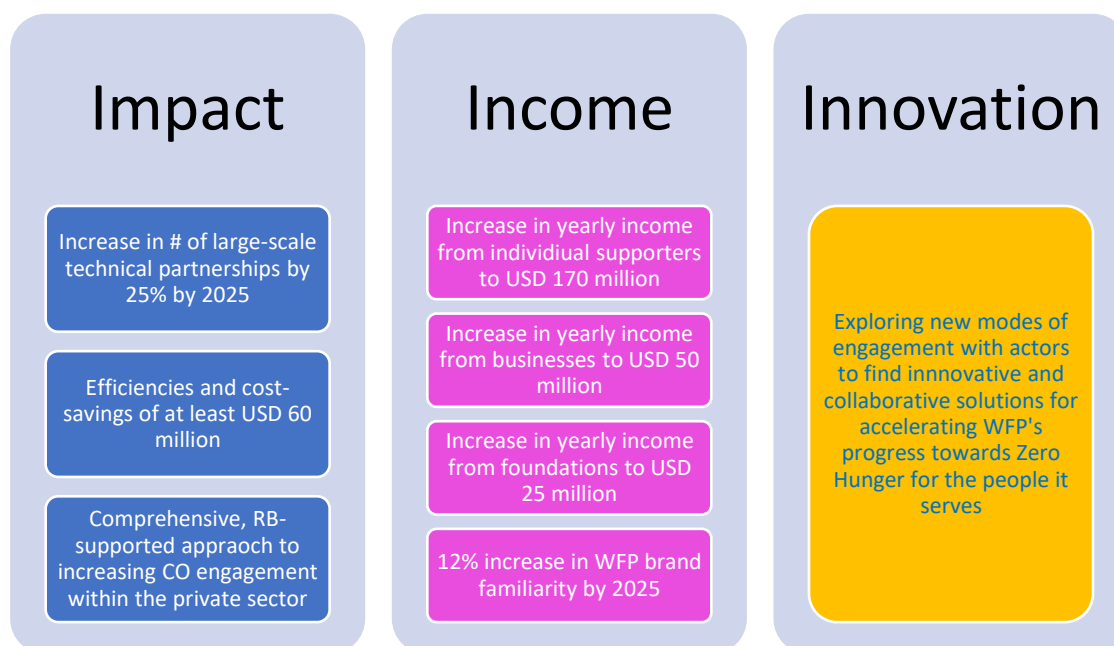 Impact
Increase in # of large-scale
technical partnerships by
25% by 2025
Efficiencies and cost-
savings of at least USD 60
million
Comprehensive, RB-
supported appraoch to
increasing CO engagement
within the private sector
Income
Increase in yearly income
from individiual supporters
to USD 170 million
Increase in yearly income
from businesses to USD 50
million
Increase in yearly income
from foundations to USD
25 million
12% increase in WFP brand
familiarity by 2025
Innovation
Exploring new modes of
engagement with actors
to find innnovative and
collaborative solutions for
accelerating WFP's
progress towards Zero
Hunger for the people it
serves